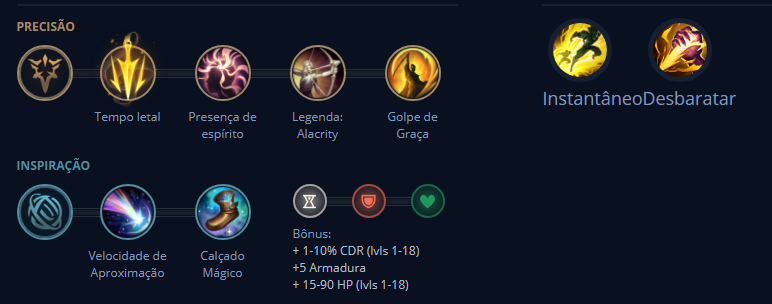 PRECISÃO
Tempo letal
Presença de
espírito
Legenda:
Alacrity
Golpe de
Graça
InstantâneoDesbaratar
INSPIRAÇÃO
Velocidade de
Aproximação
Calçado
Mágico
Bônus:
+ 1-10% CDR (lvls 1-18)
+5 Armadura
+ 15-90 HP (lvls 1-18)